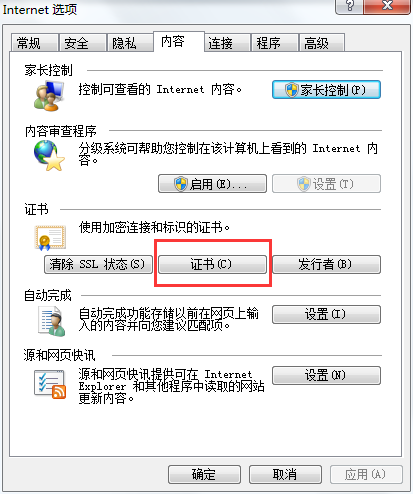 Internet 选项
常规 安全 隐私 内容 连接 程序 高级
家长控制
控制可查看的 Internet 内容。
家长控制(P)
内容审查程序
分级系统可帮助您控制在该计算机上看到的 Internet 内
容。
启用(E)... 设置(T)
证书
使用加密连接和标识的证书。
清除 SSL 状态(S) 证书(C) 发行者(B)
自动完成
自动完成功能存储以前在网页上输
入的内容并向您建议匹配项。
设置(I)
源和网页快讯
源和网页快讯提供可在 Internet
Explorer 和其他程序中读取的网站
更新内容。
设置(N)
确定 取消 应用(A)